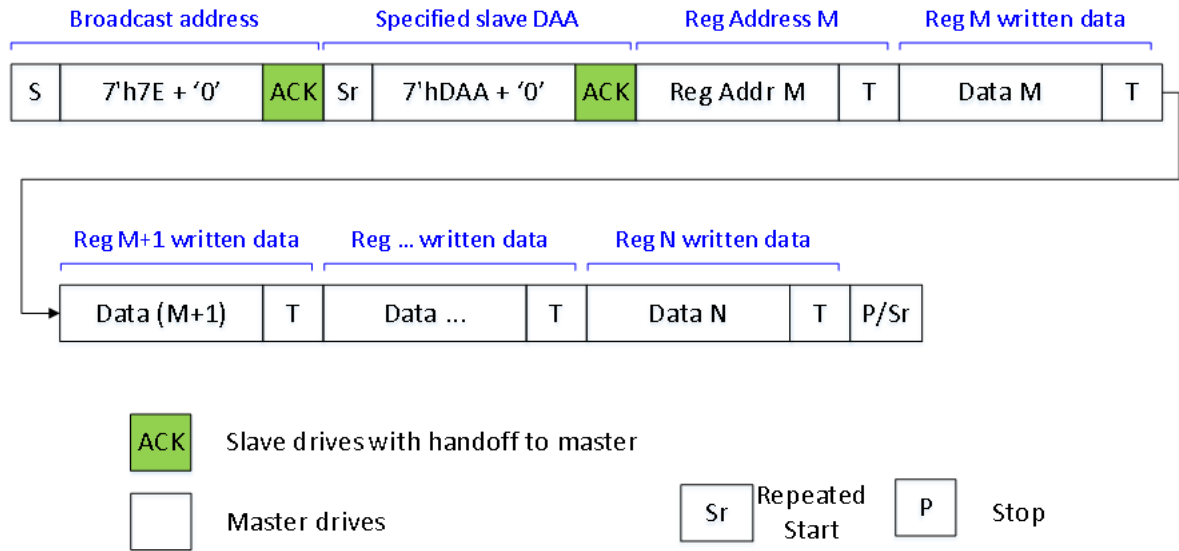 Broadcast address Specified slave DAA Reg Address M Reg M written data
S 7'h7E + ‘0’ ACK Sr 7'hDAA + ‘0’ ACK Reg Addr M T Data M T
Reg M+1 written data Reg ... written data Reg N written data
Data (M+1) T Data ... T Data N T P/Sr
ACK Slave drives with handoff to master
Master drives
Sr Repeated Start
P Stop